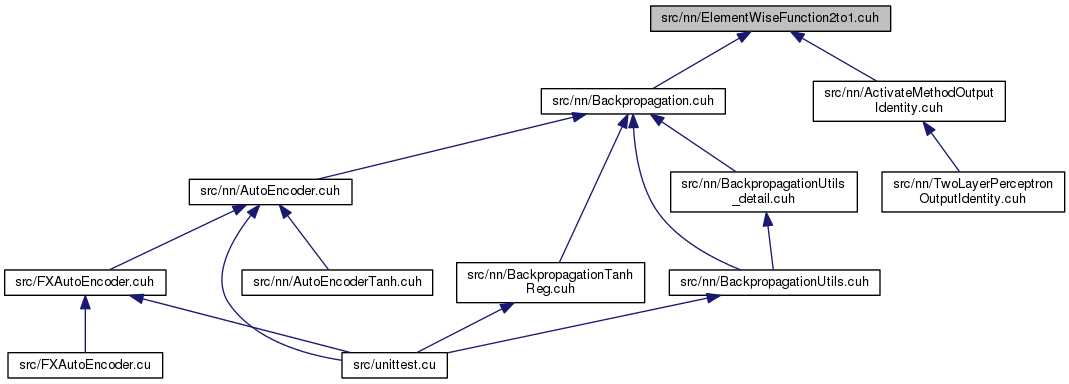 src/nn/ElementWiseFunction2to1.cuh
src/nn/Backpropagation.cuh
src/nn/ActivateMethodOutput
Identity.cuh
src/nn/AutoEncoder.cuh
src/nn/BackpropagationUtils
_detail.cuh
src/nn/TwoLayerPerceptron
OutputIdentity.cuh
src/FXAutoEncoder.cuh
src/nn/AutoEncoderTanh.cuh
src/nn/BackpropagationTanh
Reg.cuh
src/nn/BackpropagationUtils.cuh
src/FXAutoEncoder.cu
src/unittest.cu